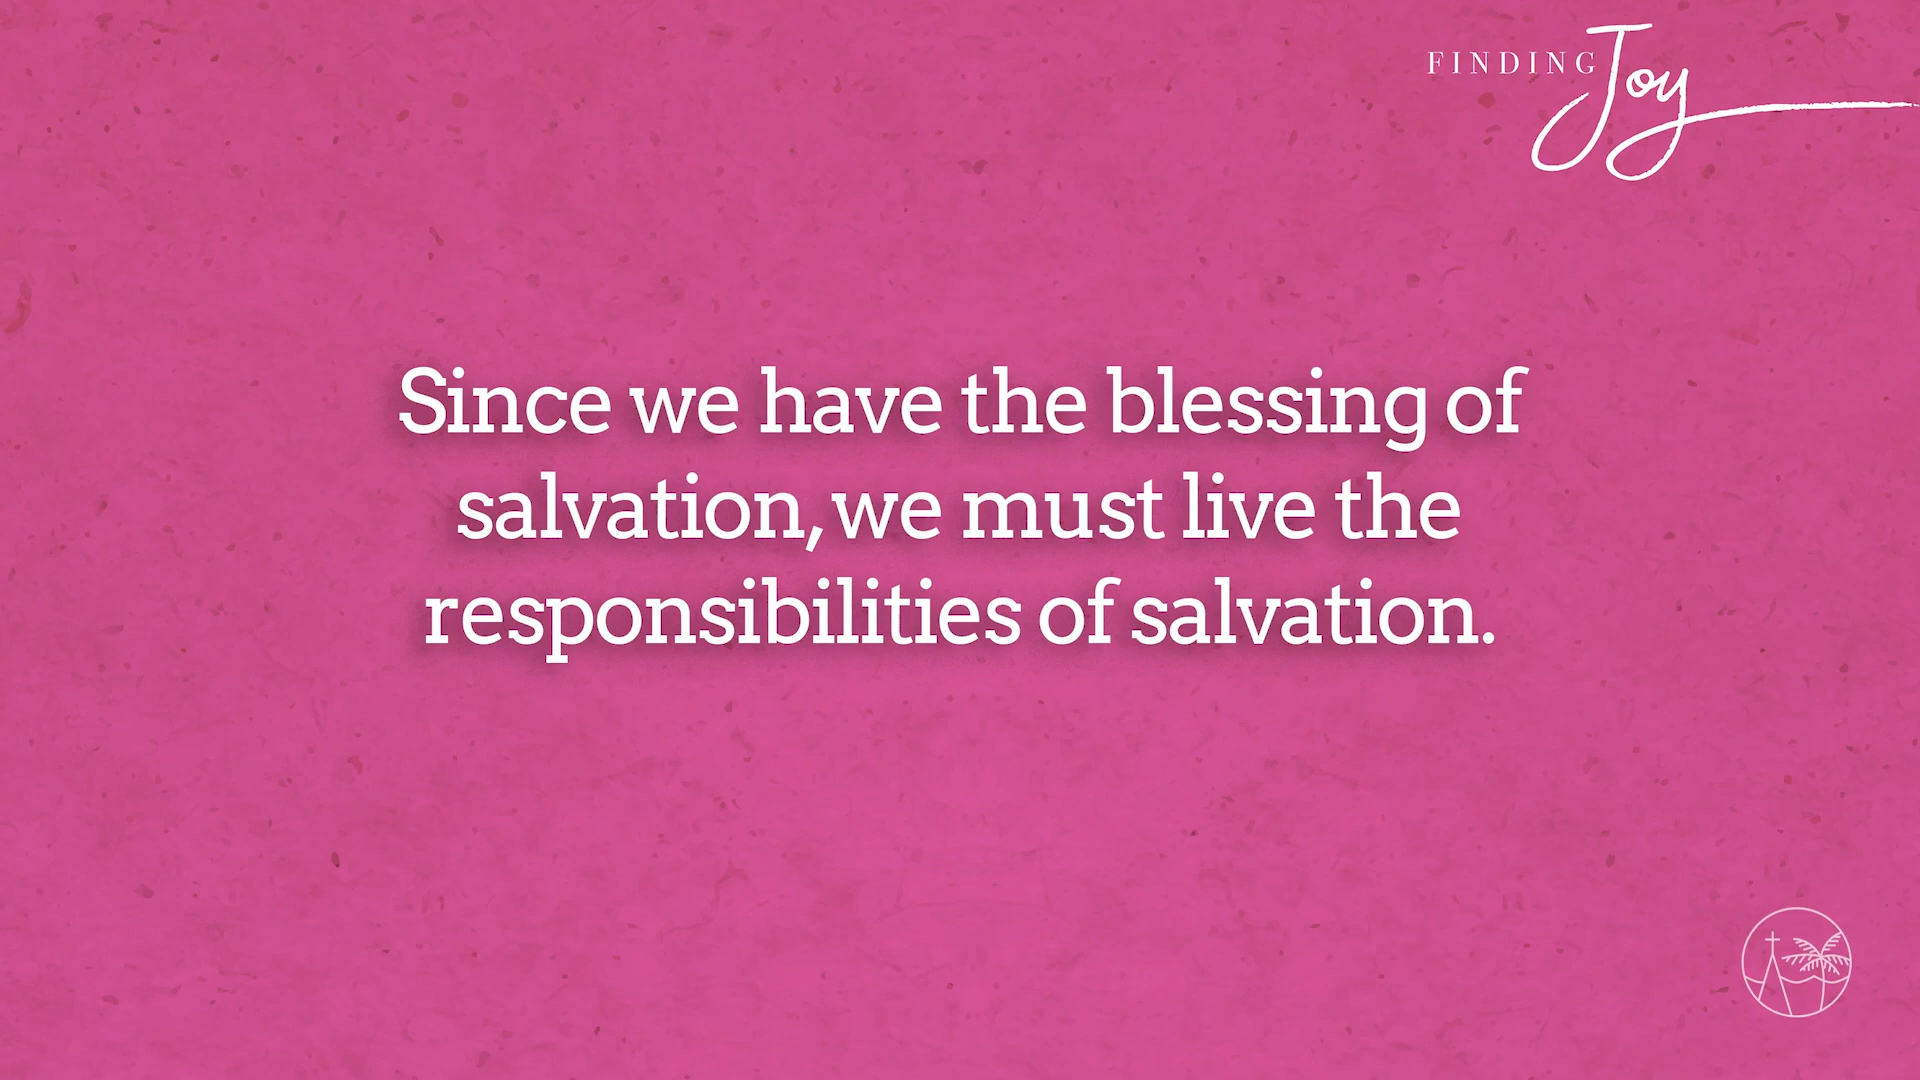 FINDING Joy
Since we have the blessing of
salvation, we must live the
responsibilities of salvation.